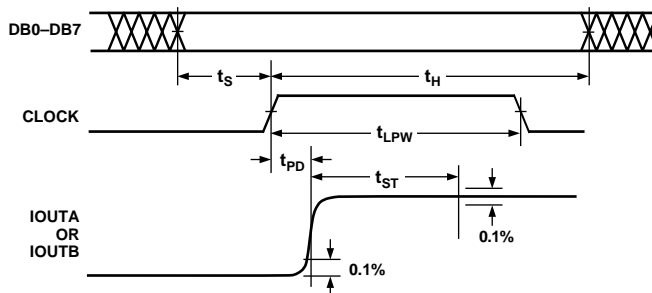 DB0–DB7
tS
tH
CLOCK
tLPW
tPD
tST
IOUTA
OR
IOUTB
0.1%
0.1%